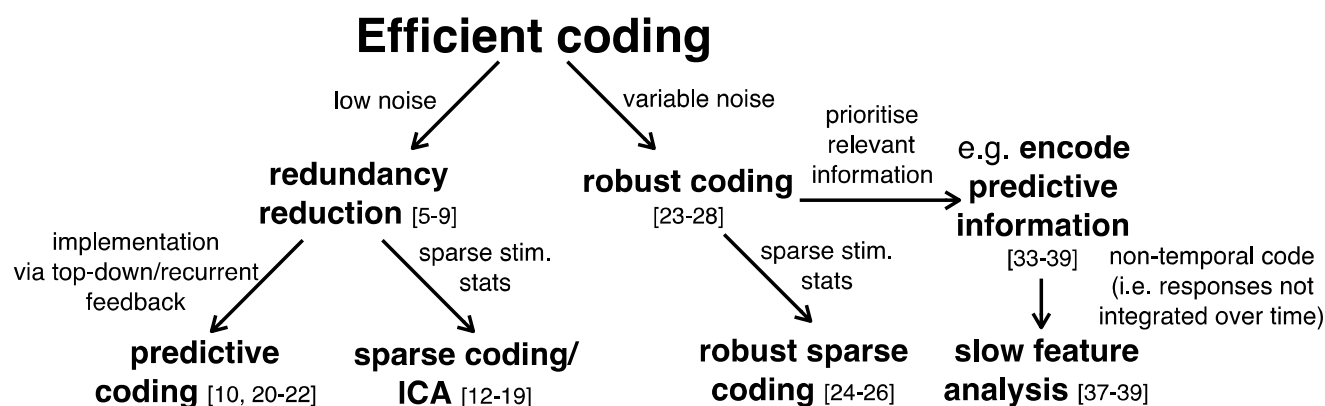 Efficient coding
low noise
variable noise
prioritise
relevant
information
redundancy
reduction [5-9]
robust coding
[23-28]
e.g. encode
predictive
information
[33-39]
implementation
via top-down/recurrent
feedback
sparse stim.
stats
sparse stim.
stats
non-temporal code
(i.e. responses not
integrated over time)
predictive
coding [10, 20-22]
sparse coding/
ICA [12-19]
robust sparse
coding [24-26]
slow feature
analysis [37-39]